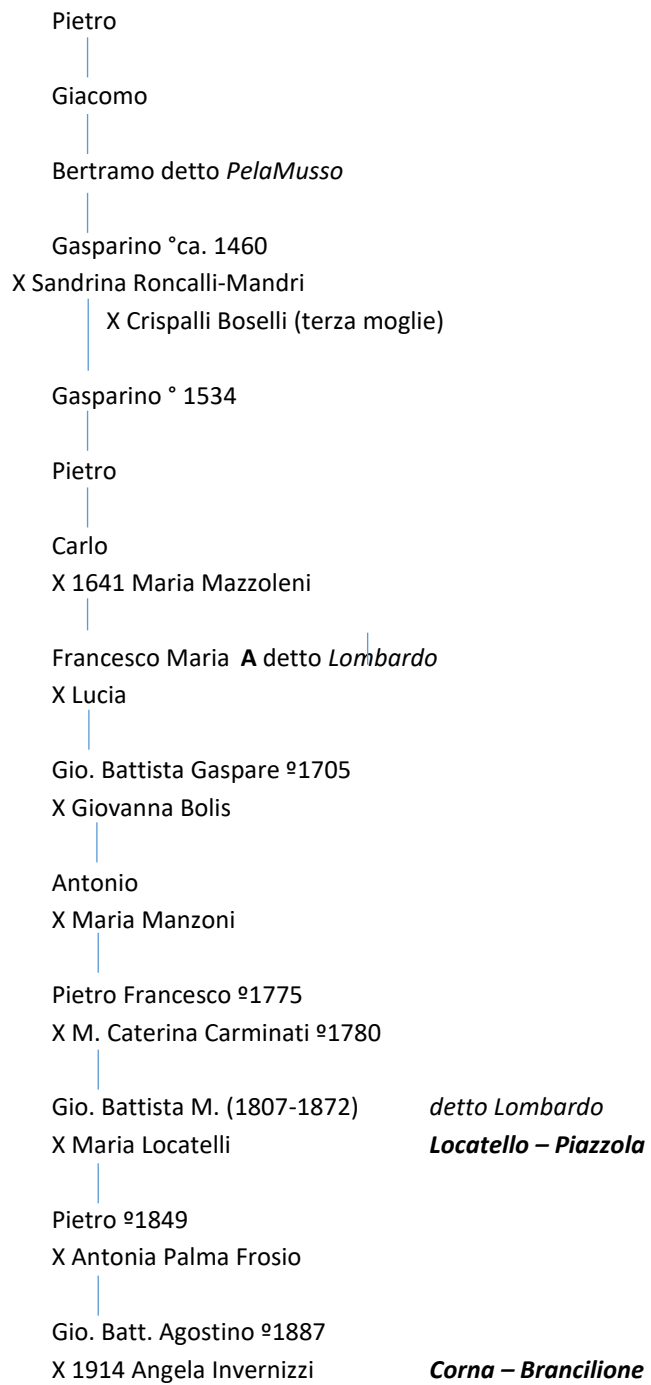 Pietro
Giacomo
Bertramo detto PelaMusso
Gasparino °ca. 1460
X Sandrina Roncalli-Mandri
X Crispalli Boselli (terza moglie)
Gasparino ° 1534
Pietro
Carlo
X 1641 Maria Mazzoleni
Francesco Maria A detto Lombardo
X Lucia
Gio. Battista Gaspare º1705
X Giovanna Bolis
Antonio
X Maria Manzoni
Pietro Francesco º1775
X M. Caterina Carminati º1780
Gio. Battista M. (1807-1872) detto Lombardo
X Maria Locatelli Locatello – Piazzola
Pietro º1849
X Antonia Palma Frosio
Gio. Batt. Agostino º1887
X 1914 Angela Invernizzi Corna – Brancilione